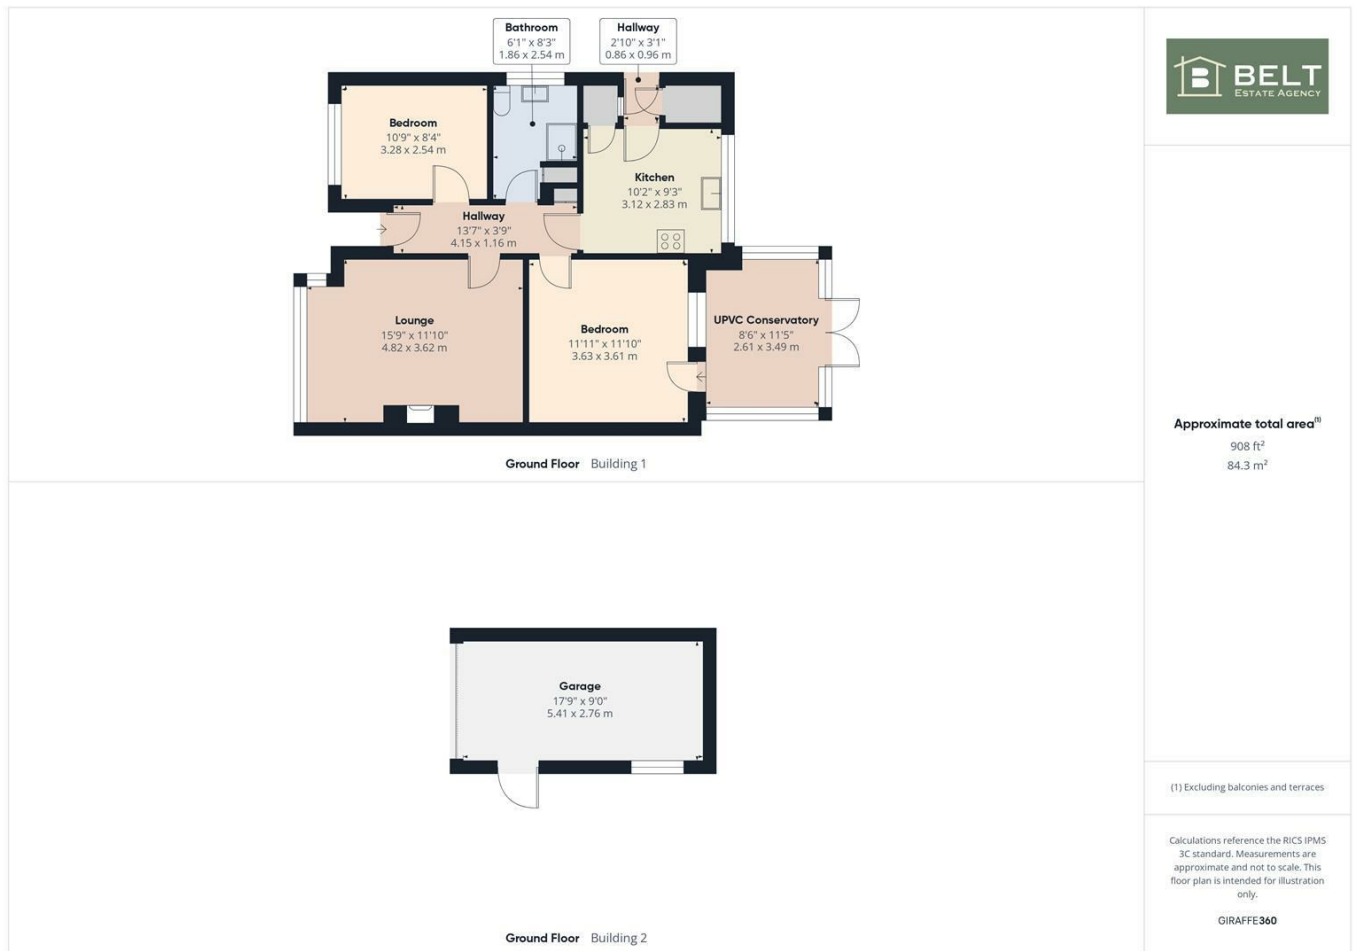 Bathroom
6'1" x 8'3"
1.86 x 2.54 m
Hallway
2'10" x 3'1"
0.86 x 0.96 m
Bedroom
10'9" x 8'4"
3.28 x 2.54 m
Kitchen
10'2" x 9'3"
3.12 x 2.83 m
Hallway
13'7" x 3'9"
4.15 x 1.16 m
Lounge
15'9" x 11'10"
4.82 x 3.62 m
Bedroom
11'11" x 11'10"
3.63 x 3.61 m
UPVC Conservatory
8'6" x 11'5"
2.61 x 3.49 m
Ground Floor Building 1
Garage
17'9" x 9'0"
5.41 x 2.76 m
Ground Floor Building 2
B BELT
ESTATE AGENCY
Approximate total area(1)
908 ft²
84.3 m²
(1) Excluding balconies and terraces
Calculations reference the RICS IPMS
3C standard. Measurements are
approximate and not to scale. This
floor plan is intended for illustration
only.
GIRAFFE360